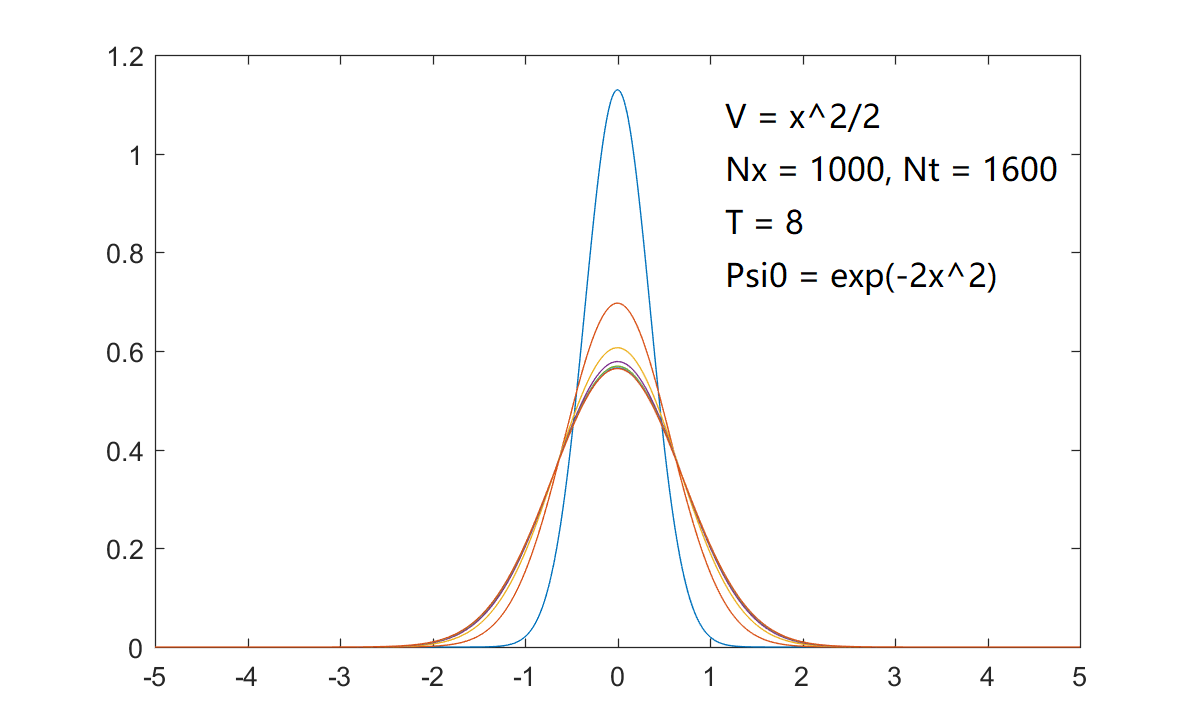 1.2
V = x^2/2
1
Nx = 1000, Nt = 1600
T = 8
0.8
Psi0 = exp(-2x^2)
0.6
0.4
0.2
0
-5 -4 -3 -2 -1 0 1 2 3 4 5